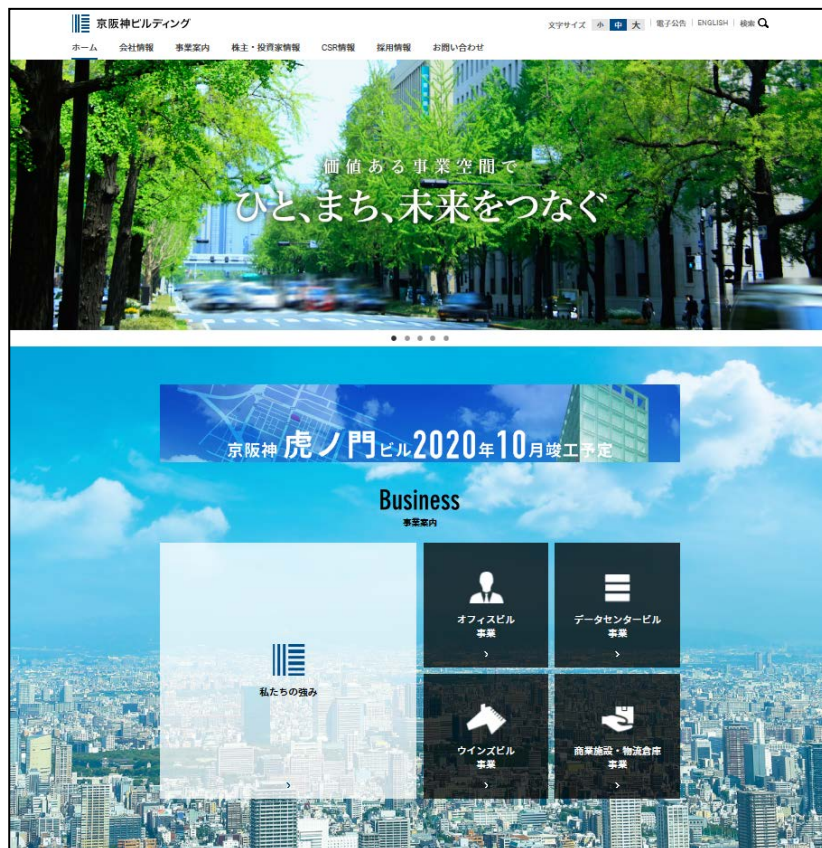 京阪神ビルディング
文字サイズ 小 中 大 電子公告 ENGLISH 検索
ホーム 会社情報 事業案内 株主・投資家情報 CSR情報 採用情報 お問い合わせ
価値ある事業空間で
ひと、まち、未来をつなぐ
京阪神 虎ノ門ビル2020年10月竣工予定
Business
事業案内
私たちの強み
オフィスビル
事業
データセンタービル
事業
ウインズビル
事業
商業施設・物流倉庫
事業